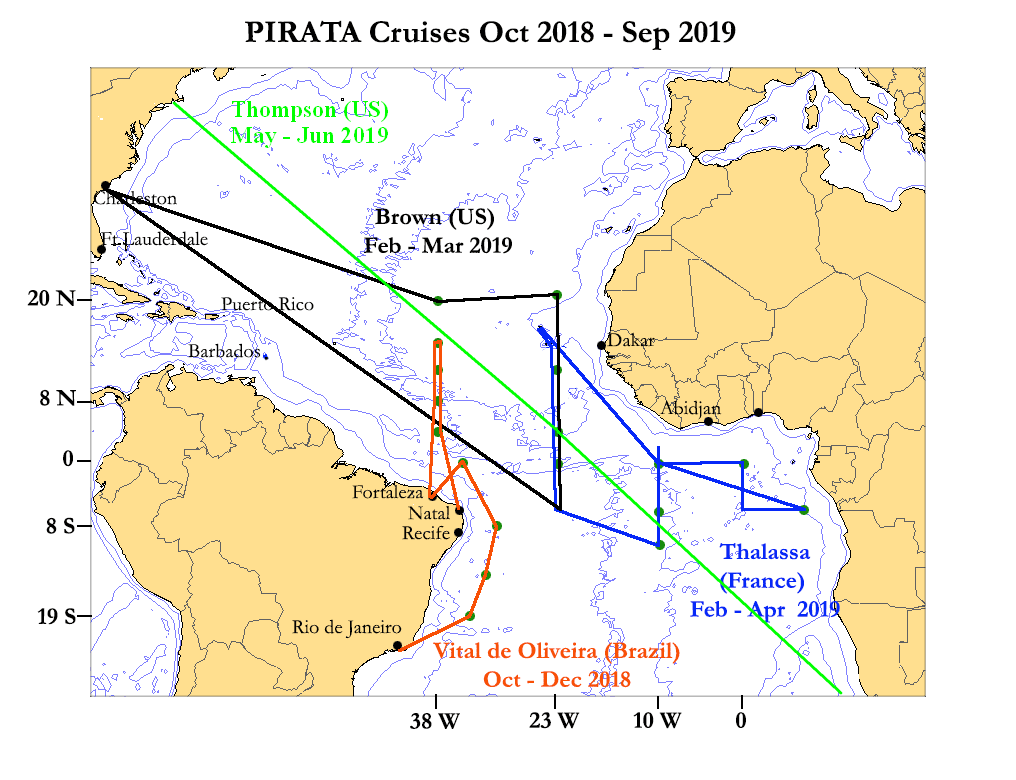 PIRATA Cruises Oct 2018 - Sep 2019
Thompson (US)
May - Jun 2019
Charleston
Brown (US)
Feb - Mar 2019
Ft.Lauderdale
20 N
Puerto Rico
Dakar
Barbados
8 N
Abidjan
0
Fortaleza
Natal
8 S
Recife
Thalassa
(France)
Feb - Apr 2019
19 S
Rio de Janeiro
Vital de Oliveira (Brazil)
Oct - Dec 2018
38 W
23 W
10 W
0